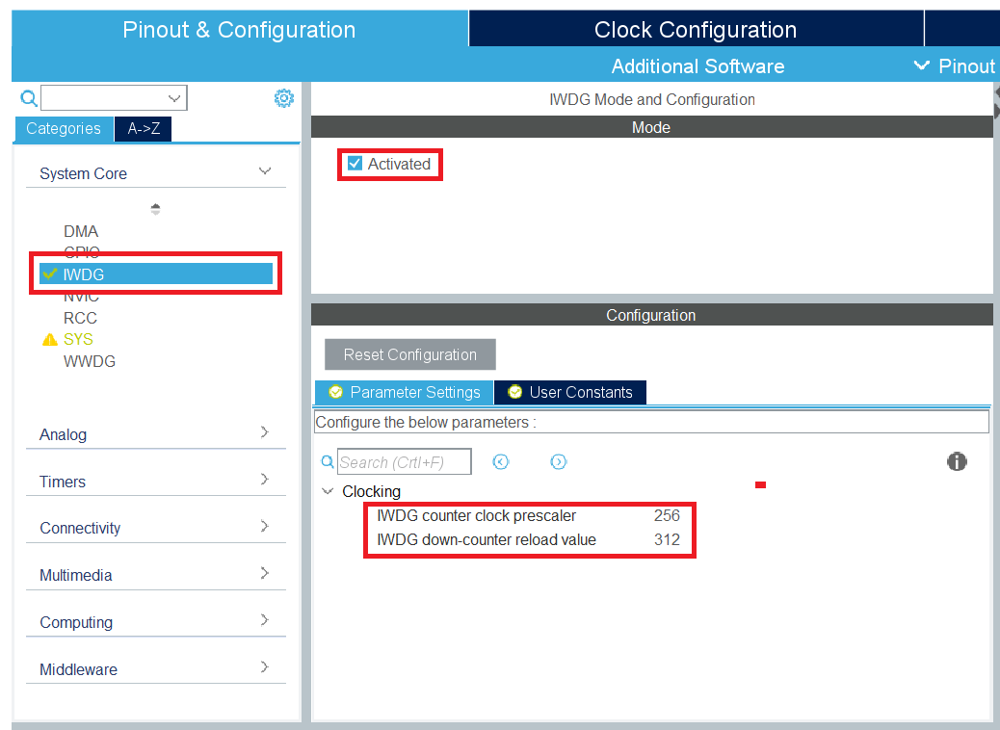 Pinout & Configuration
Clock Configuration
Additional Software
Pinout
Categories
A->Z
System Core
DMA
GPIO
IWDG
NVIC
RCC
SYS
WWDG
Analog
Timers
Connectivity
Multimedia
Computing
Middleware
IWDG Mode and Configuration
Mode
Activated
Configuration
Reset Configuration
Parameter Settings
User Constants
Configure the below parameters :
Search (Crtl+F)
Clocking
IWDG counter clock prescaler 256
IWDG down-counter reload value 312